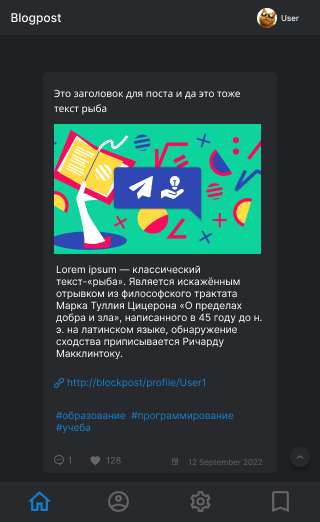 Blogpost
User
Это заголовок для поста и да это тоже
текст рыба
Lorem ipsum — классический
текст-«рыба». Является искажённым
отрывком из философского трактата
Марка Туллия Цицерона «О пределах
добра и зла», написанного в 45 году до н.
э. на латинском языке, обнаружение
сходства приписывается Ричарду
Макклинтоку.
http://blockpost/profile/User1
#образование #программирование
#учеба
1 128 12 September 2022